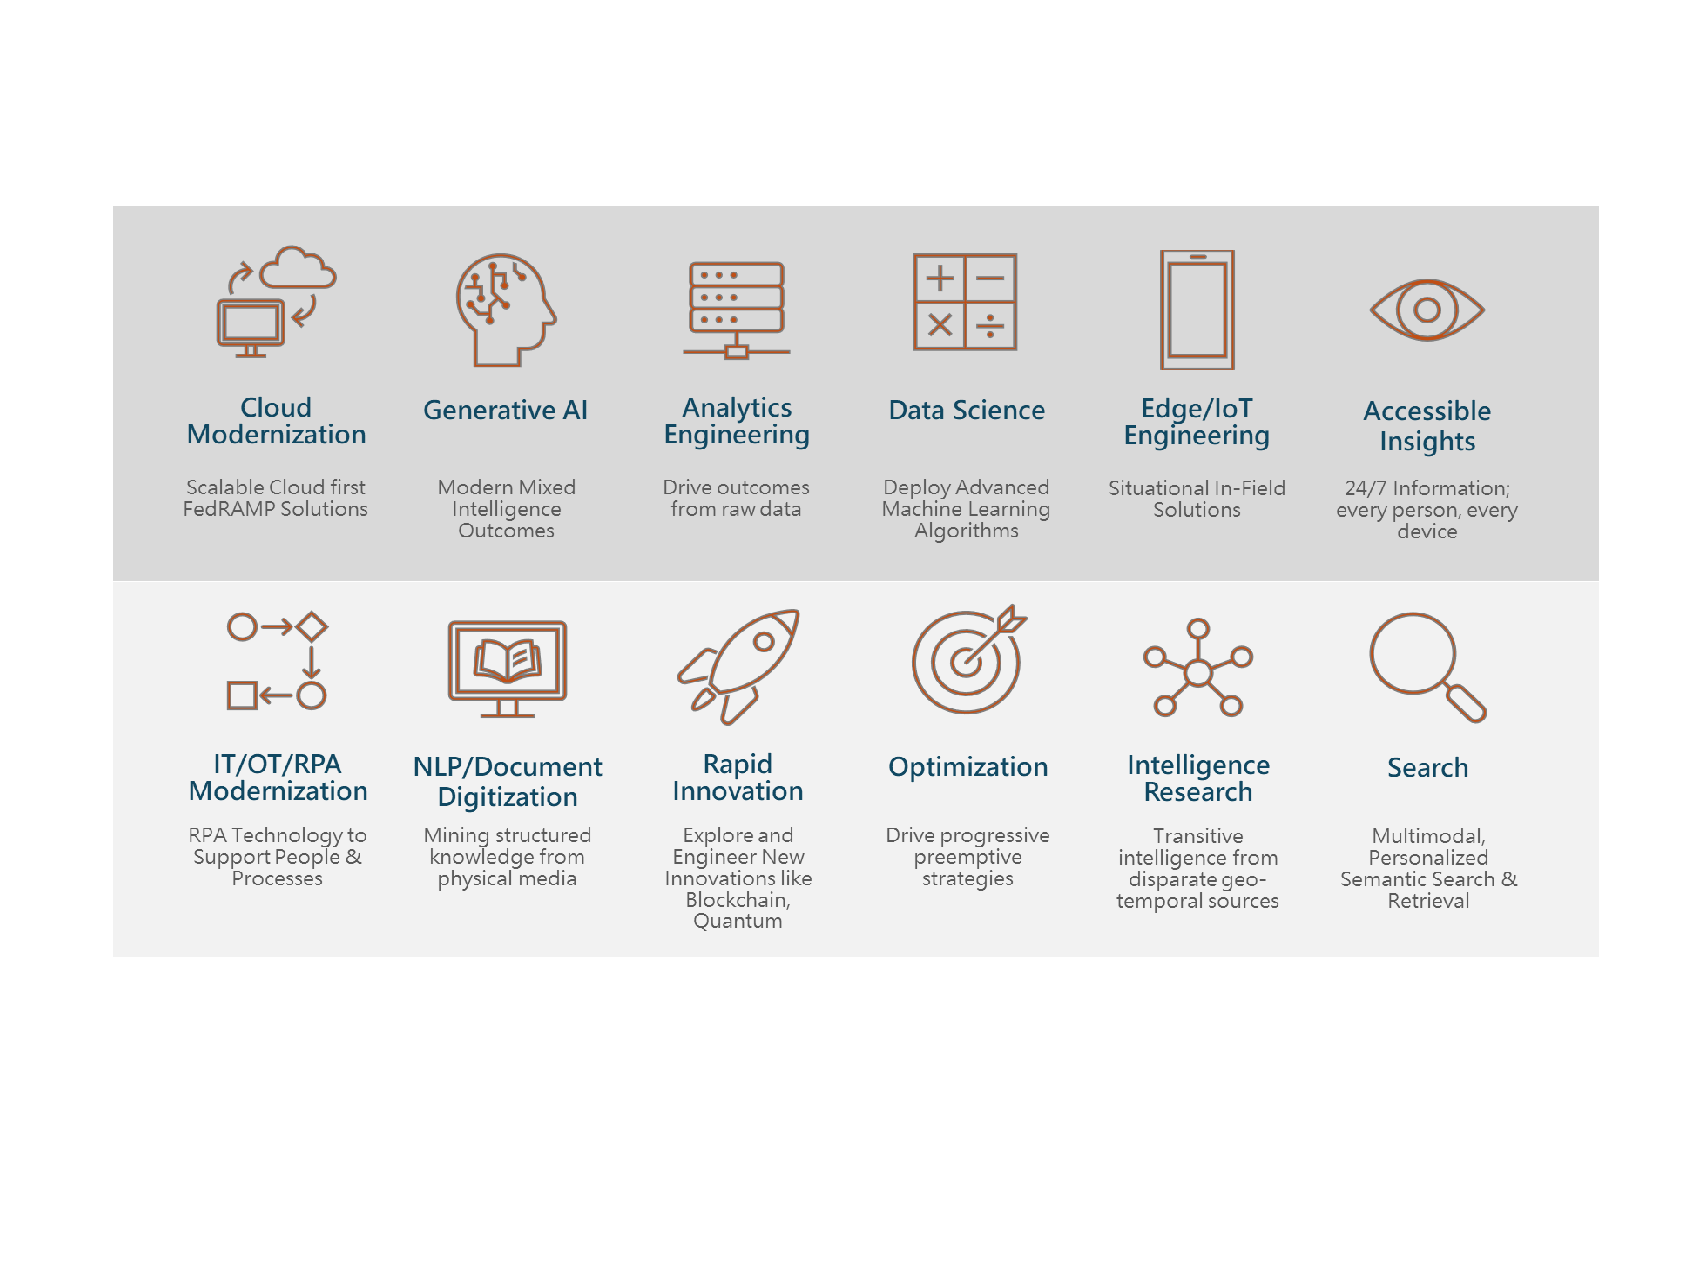 Cloud
Modernization
Scalable Cloud first
FedRAMP Solutions
Generative AI
Modern Mixed
Intelligence
Outcomes
Analytics
Engineering
Drive outcomes
from raw data
Data Science
Deploy Advanced
Machine Learning
Algorithms
Edge/IoT
Engineering
Situational In-Field
Solutions
Accessible
Insights
24/7 Information;
every person, every
device
IT/OT/RPA
Modernization
RPA Technology to
Support People &
Processes
NLP/Document
Digitization
Mining structured
knowledge from
physical media
Rapid
Innovation
Explore and
Engineer New
Innovations like
Blockchain,
Quantum
Optimization
Drive progressive
preemptive
strategies
Intelligence
Research
Transitive
intelligence from
disparate geo-
temporal sources
Search
Multimodal,
Personalized
Semantic Search &
Retrieval